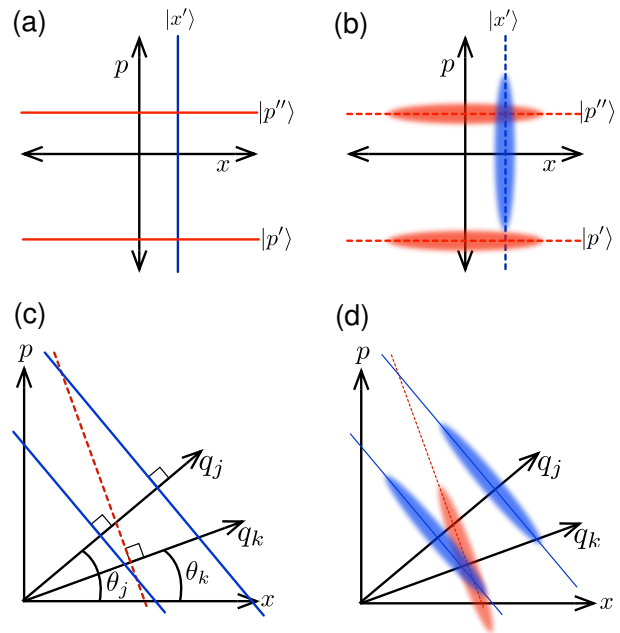 (a)
|x′⟩
p
|p″⟩
x
|p′⟩
(b)
|x′⟩
p
|p″⟩
x
|p′⟩
(c)
p
q_j
q_k
θ_j
θ_k
x
(d)
p
q_j
q_k
x